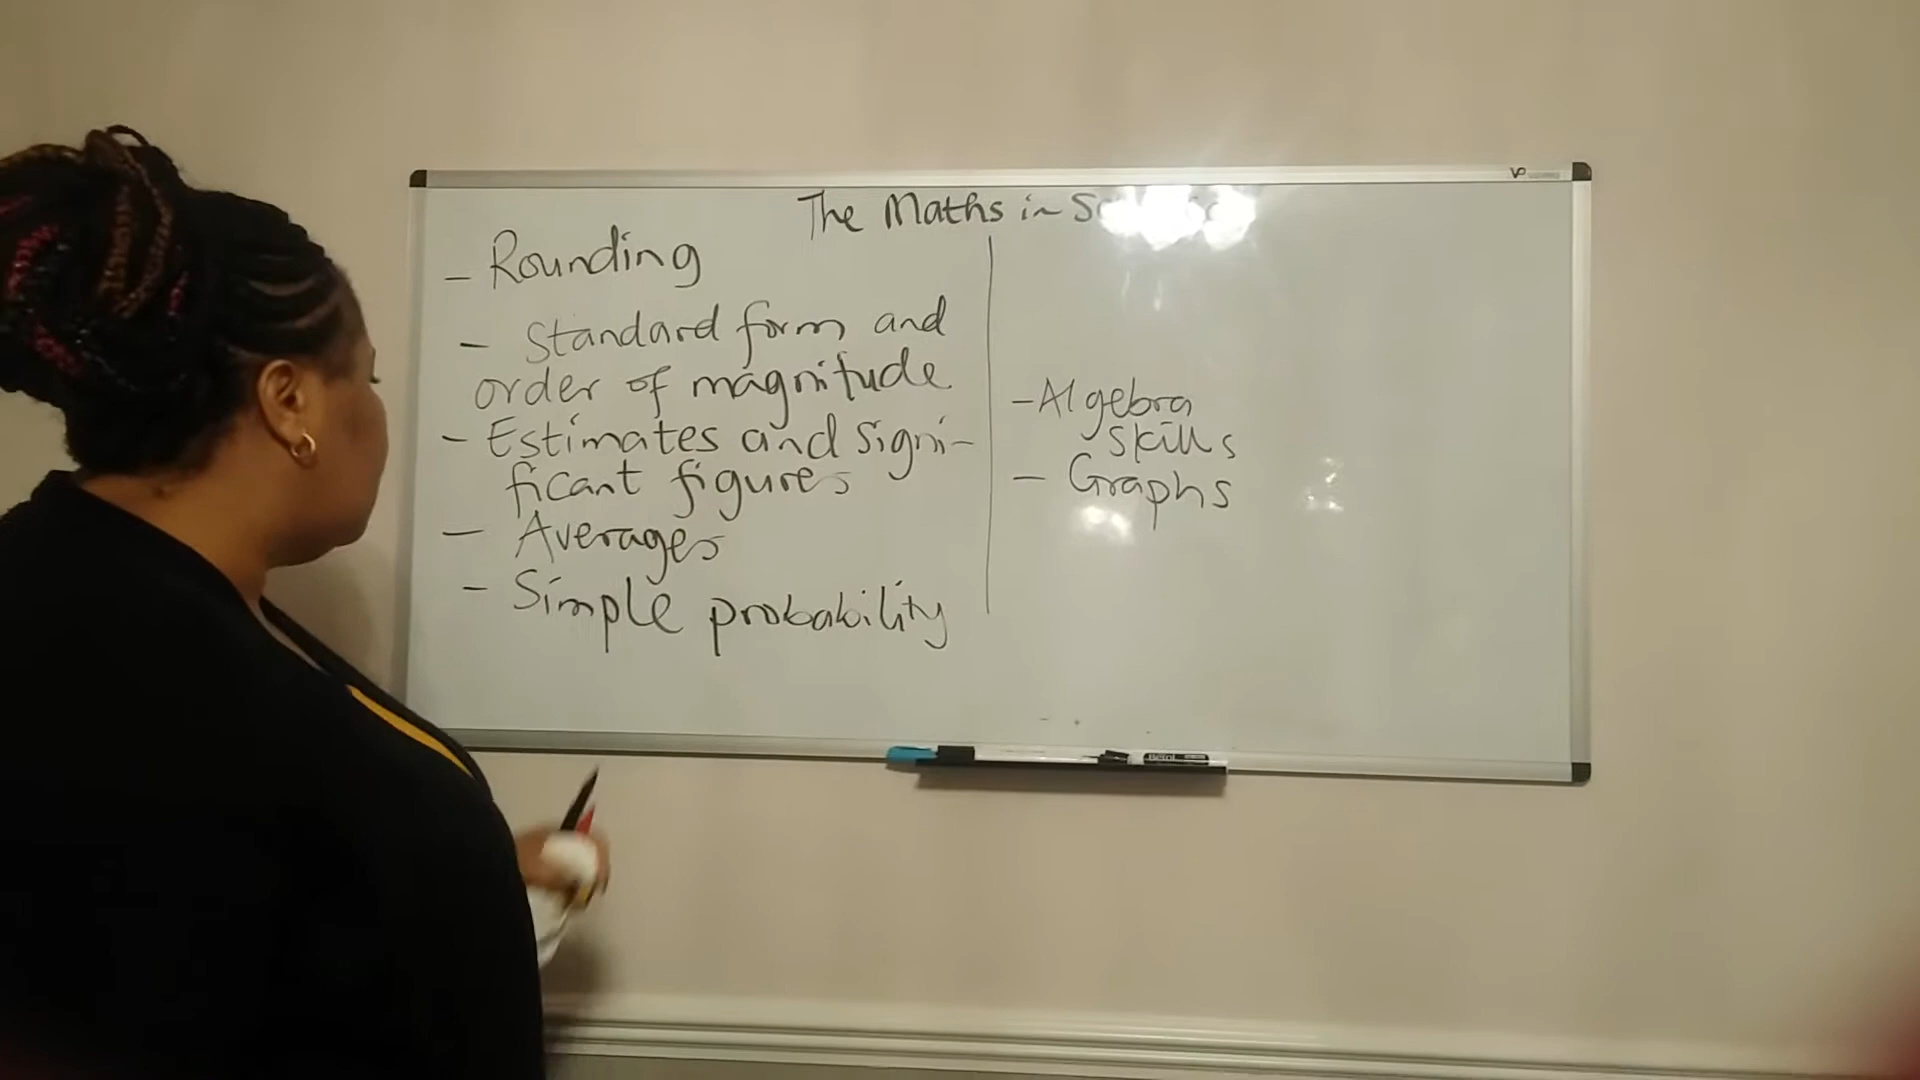 The Maths in
- Rounding
- Standard form and
order of magnitude
- Estimates and signi-
ficant figures
- Averages
- Simple probability
- Algebra
skills
- Graphs